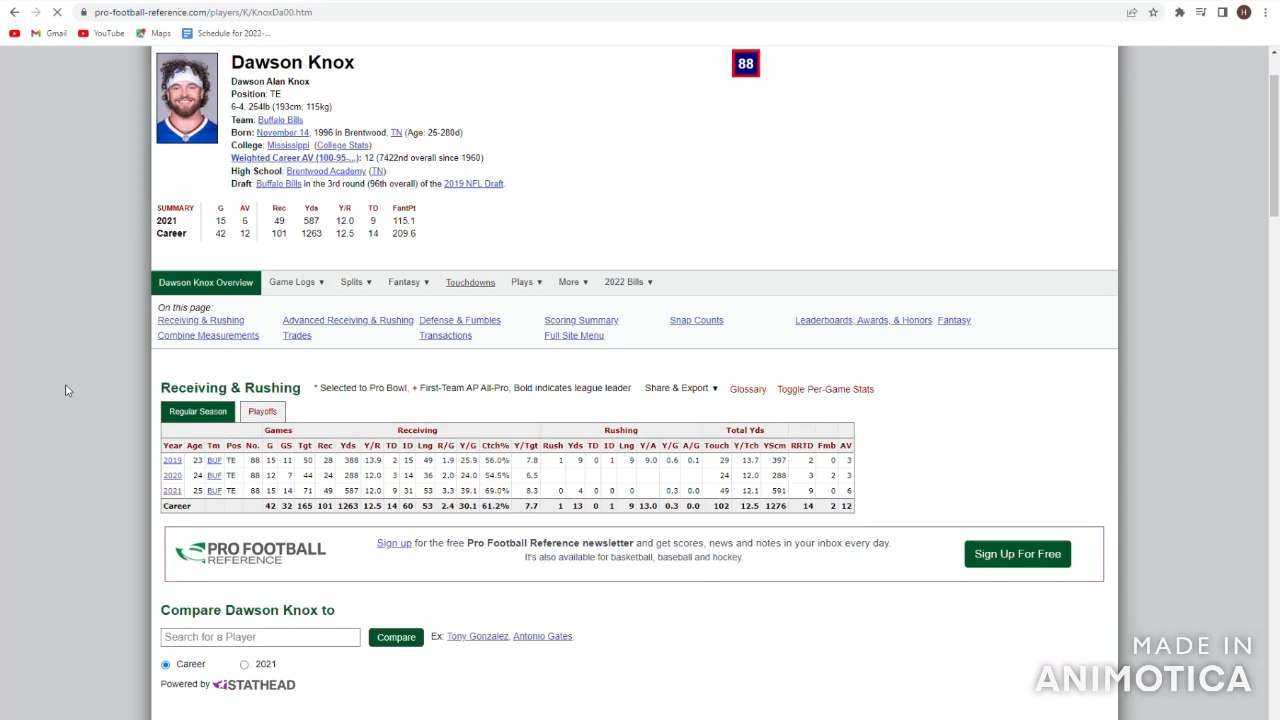 pro-football-reference.com/players/K/KnoxDa00.htm
H
Gmail YouTube Maps Schedule for 2022-...
Dawson Knox
88
Dawson Alan Knox
Position: TE
6-4, 254lb (193cm, 115kg)
Team: Buffalo Bills
Born: November 14, 1996 in Brentwood, TN (Age: 25-280d)
College: Mississippi (College Stats)
Weighted Career AV (100-95-...): 12 (7422nd overall since 1960)
High School: Brentwood Academy (TN)
Draft: Buffalo Bills in the 3rd round (96th overall) of the 2019 NFL Draft.
SUMMARY G AV Rec Yds Y/R TD FantPt
2021 15 6 49 587 12.0 9 115.1
Career 42 12 101 1263 12.5 14 209.6
Dawson Knox Overview Game Logs ▼ Splits ▼ Fantasy ▼ Touchdowns Plays ▼ More ▼ 2022 Bills ▼
On this page:
Receiving & Rushing Advanced Receiving & Rushing Defense & Fumbles Scoring Summary Snap Counts Leaderboards, Awards, & Honors Fantasy
Combine Measurements Trades Transactions Full Site Menu
Receiving & Rushing * Selected to Pro Bowl, + First-Team AP All-Pro, Bold indicates league leader Share & Export ▼ Glossary Toggle Per-Game Stats
Regular Season Playoffs
Games Receiving Rushing Total Yds
Year Age Tm Pos No. G GS Tgt Rec Yds Y/R TD 1D Lng R/G Y/G Ctch% Y/Tgt Rush Yds TD 1D Lng Y/A Y/G A/G Touch Y/Tch YScm RRTD Fmb AV
2019 23 BUF TE 88 15 11 50 28 388 13.9 2 15 49 1.9 25.9 56.0% 7.8 1 9 0 1 9 9.0 0.6 0.1 29 13.7 397 2 0 3
2020 24 BUF TE 88 12 7 44 24 288 12.0 3 14 36 2.0 24.0 54.5% 6.5 24 12.0 288 3 2 3
2021 25 BUF TE 88 15 14 71 49 587 12.0 9 31 53 3.3 39.1 69.0% 8.3 0 4 0 0 0 0.3 0.0 49 12.1 591 9 0 6
Career 42 32 165 101 1263 12.5 14 60 53 2.4 30.1 61.2% 7.7 1 13 0 1 9 13.0 0.3 0.0 102 12.5 1276 14 2 12
PRO FOOTBALL
REFERENCE
Sign up for the free Pro Football Reference newsletter and get scores, news and notes in your inbox every day.
It's also available for basketball, baseball and hockey.
Sign Up For Free
Compare Dawson Knox to
Search for a Player Compare Ex: Tony Gonzalez, Antonio Gates
Career 2021
Powered by STATHEAD
MADE IN
ANIMOTICA